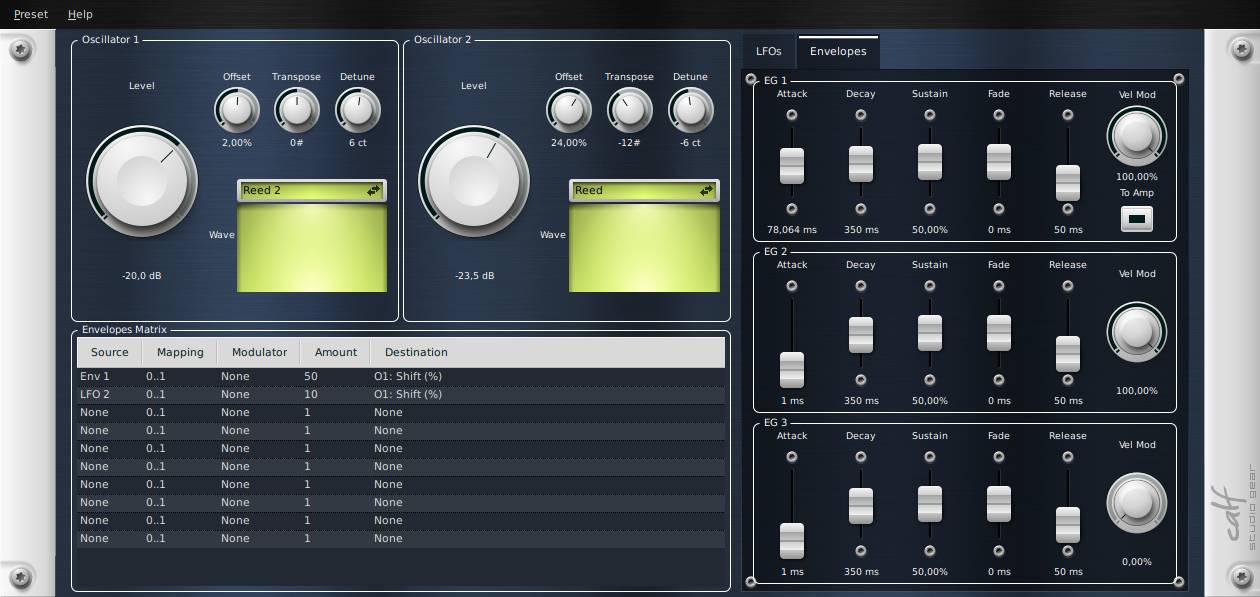 Preset Help
Oscillator 1
Level
Offset Transpose Detune
2,00% 0# 6 ct
Reed 2
Wave
-20,0 dB
Oscillator 2
Level
Offset Transpose Detune
24,00% -12# -6 ct
Reed
Wave
-23,5 dB
Envelopes Matrix
Source Mapping Modulator Amount Destination
Env 1 0..1 None 50 O1: Shift (%)
LFO 2 0..1 None 10 O1: Shift (%)
None 0..1 None 1 None
None 0..1 None 1 None
None 0..1 None 1 None
None 0..1 None 1 None
None 0..1 None 1 None
None 0..1 None 1 None
None 0..1 None 1 None
None 0..1 None 1 None
LFOs Envelopes
EG 1
Attack Decay Sustain Fade Release Vel Mod
100,00%
To Amp
78,064 ms 350 ms 50,00% 0 ms 50 ms
EG 2
Attack Decay Sustain Fade Release Vel Mod
100,00%
1 ms 350 ms 50,00% 0 ms 50 ms
EG 3
Attack Decay Sustain Fade Release Vel Mod
0,00%
1 ms 350 ms 50,00% 0 ms 50 ms
calf
studio gear